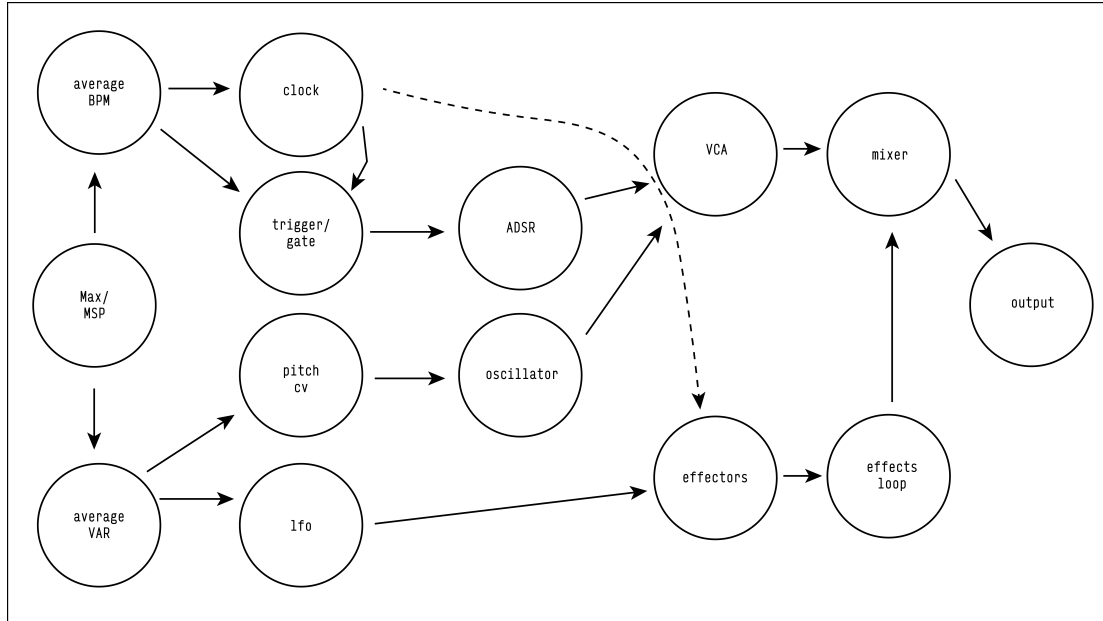 average
BPM
clock
VCA
mixer
trigger/
gate
ADSR
Max/
MSP
output
pitch
cv
oscillator
effectors
effects
loop
average
VAR
lfo